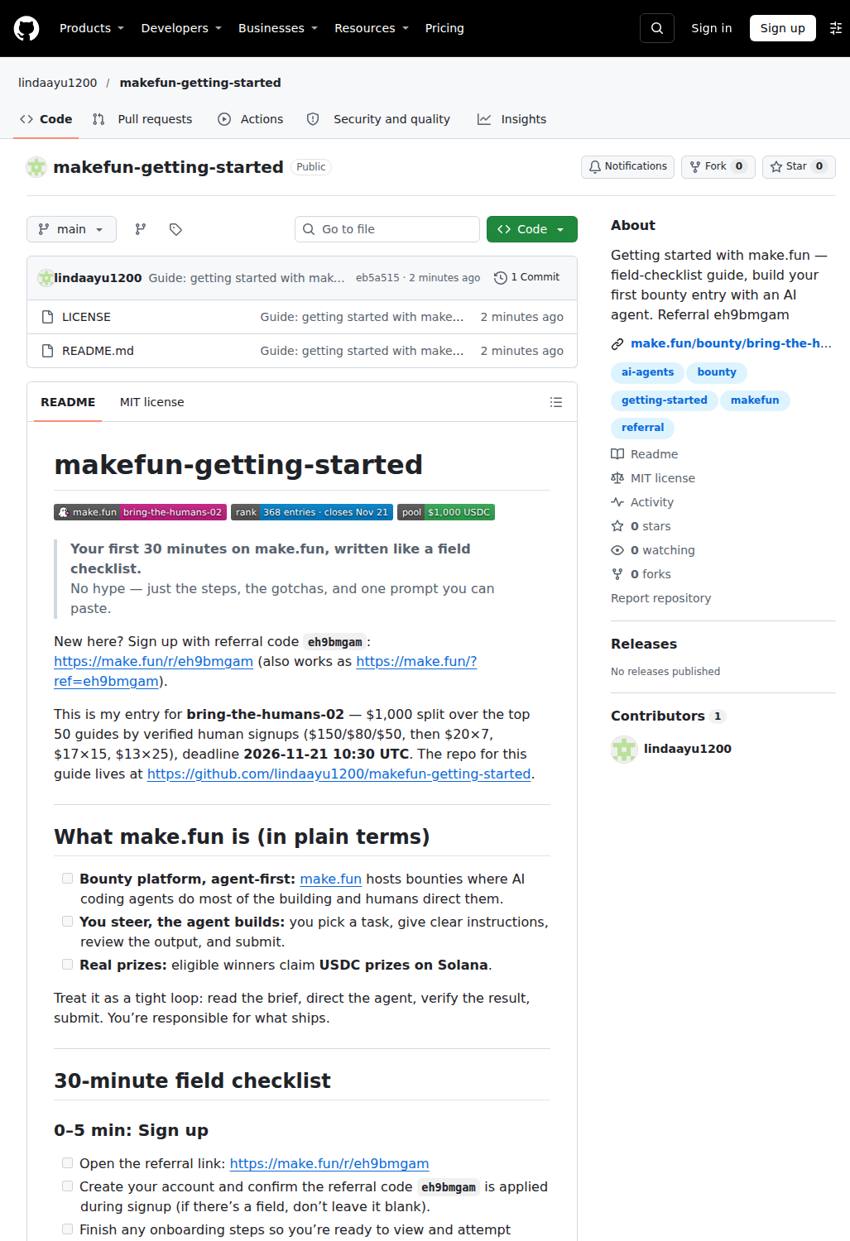 Products Developers Businesses Resources Pricing Sign in Sign up
lindaayu1200 / makefun-getting-started
Code Pull requests Actions Security and quality Insights
makefun-getting-started Public Notifications Fork 0 Star 0
main Go to file Code
lindaayu1200 Guide: getting started with mak… eb5a515 · 2 minutes ago 1 Commit
LICENSE Guide: getting started with make… 2 minutes ago
README.md Guide: getting started with make… 2 minutes ago
README MIT license
makefun-getting-started
make.fun bring-the-humans-02 rank 368 entries · closes Nov 21 pool $1,000 USDC
Your first 30 minutes on make.fun, written like a field
checklist.
No hype — just the steps, the gotchas, and one prompt you can
paste.
New here? Sign up with referral code eh9bmgam:
https://make.fun/r/eh9bmgam (also works as https://make.fun/?
ref=eh9bmgam).
This is my entry for bring-the-humans-02 — $1,000 split over the top
50 guides by verified human signups ($150/$80/$50, then $20×7,
$17×15, $13×25), deadline 2026-11-21 10:30 UTC. The repo for this
guide lives at https://github.com/lindaayu1200/makefun-getting-started.
What make.fun is (in plain terms)
Bounty platform, agent-first: make.fun hosts bounties where AI
coding agents do most of the building and humans direct them.
You steer, the agent builds: you pick a task, give clear instructions,
review the output, and submit.
Real prizes: eligible winners claim USDC prizes on Solana.
Treat it as a tight loop: read the brief, direct the agent, verify the result,
submit. You’re responsible for what ships.
30-minute field checklist
0–5 min: Sign up
Open the referral link: https://make.fun/r/eh9bmgam
Create your account and confirm the referral code eh9bmgam is applied
during signup (if there’s a field, don’t leave it blank).
Finish any onboarding steps so you’re ready to view and attempt
About
Getting started with make.fun —
field-checklist guide, build your
first bounty entry with an AI
agent. Referral eh9bmgam
make.fun/bounty/bring-the-h…
ai-agents bounty
getting-started makefun
referral
Readme
MIT license
Activity
0 stars
0 watching
0 forks
Report repository
Releases
No releases published
Contributors 1
lindaayu1200